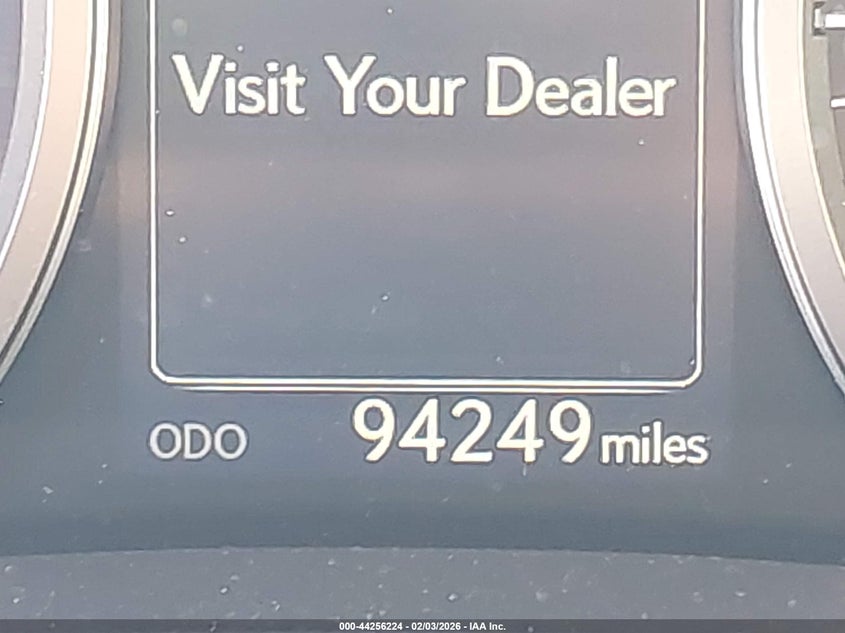 Visit Your Dealer
ODO 94249 miles
000-44256224 - 02/03/2026 - IAA Inc.